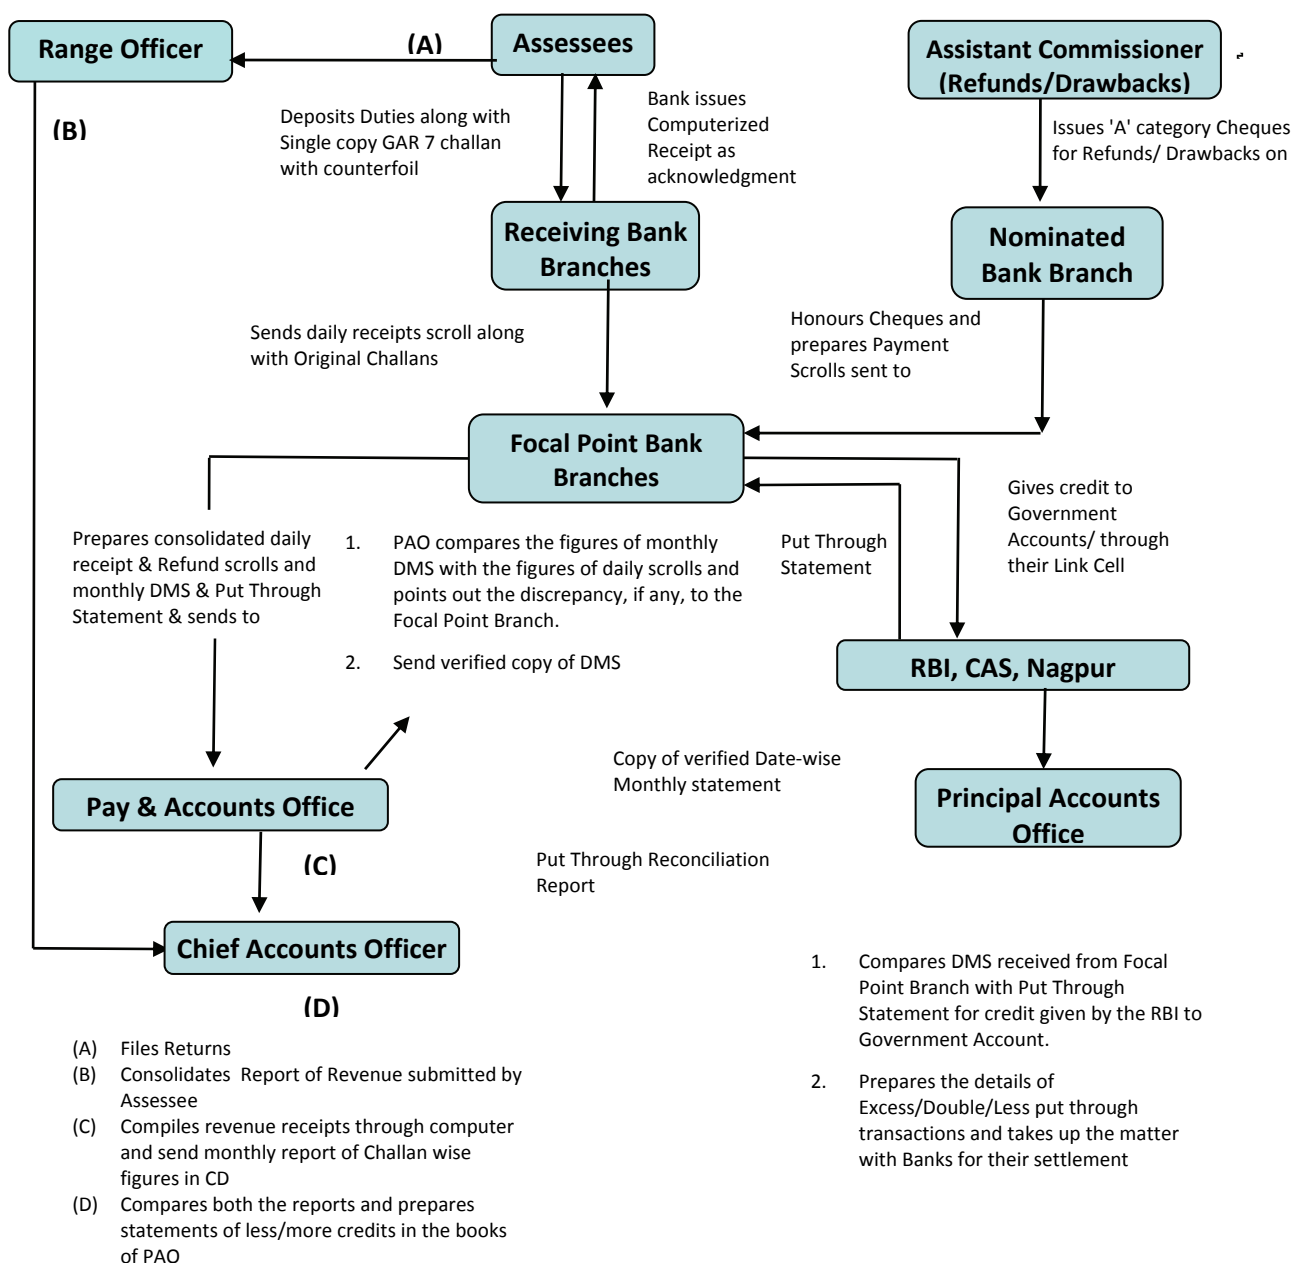 Range Officer
(A)
Assessees
Assistant Commissioner
(Refunds/Drawbacks)
(B)
Deposits Duties along with
Single copy GAR 7 challan
with counterfoil
Bank issues
Computerized
Receipt as
acknowledgment
Issues 'A' category Cheques
for Refunds/ Drawbacks on
Receiving Bank
Branches
Nominated
Bank Branch
Sends daily receipts scroll along
with Original Challans
Honours Cheques and
prepares Payment
Scrolls sent to
Focal Point Bank
Branches
Prepares consolidated daily
receipt & Refund scrolls and
monthly DMS & Put Through
Statement & sends to
1. PAO compares the figures of monthly
DMS with the figures of daily scrolls and
points out the discrepancy, if any, to the
Focal Point Branch.
2. Send verified copy of DMS
Put Through
Statement
Gives credit to
Government
Accounts/ through
their Link Cell
RBI, CAS, Nagpur
Pay & Accounts Office
Copy of verified Date-wise
Monthly statement
Principal Accounts
Office
(C)
Put Through Reconciliation
Report
Chief Accounts Officer
(D)
(A) Files Returns
(B) Consolidates Report of Revenue submitted by
Assessee
(C) Compiles revenue receipts through computer
and send monthly report of Challan wise
figures in CD
(D) Compares both the reports and prepares
statements of less/more credits in the books
of PAO
1. Compares DMS received from Focal
Point Branch with Put Through
Statement for credit given by the RBI to
Government Account.
2. Prepares the details of
Excess/Double/Less put through
transactions and takes up the matter
with Banks for their settlement